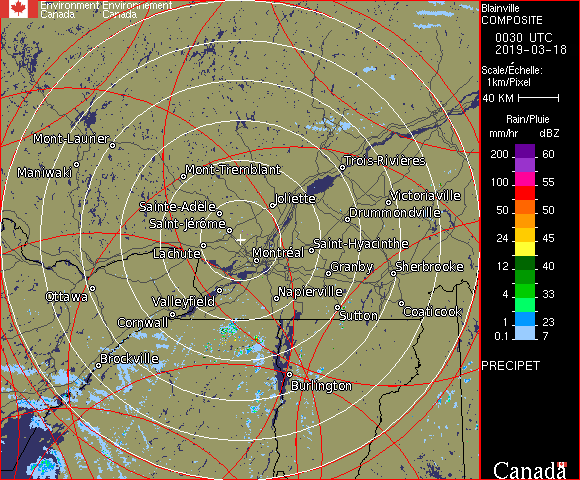 Environment Environnement
Canada Canada
Blainville
COMPOSITE
0030 UTC
2019-03-18
Scale/Échelle:
1km/Pixel
40 KM
Rain/Pluie
mm/hr dBZ
200 60
100 55
50 50
24 45
12 40
4 33
1 23
0.1 7
PRECIPET
Canada
Mont-Laurier
Maniwaki
Mont-Tremblant
Trois-Rivières
Joliette
Victoriaville
Sainte-Adèle
Drummondville
Saint-Jérôme
Lachute
Montréal
Saint-Hyacinthe
Granby
Sherbrooke
Ottawa
Valleyfield
Napierville
Cornwall
Sutton
Coaticook
Brockville
Burlington